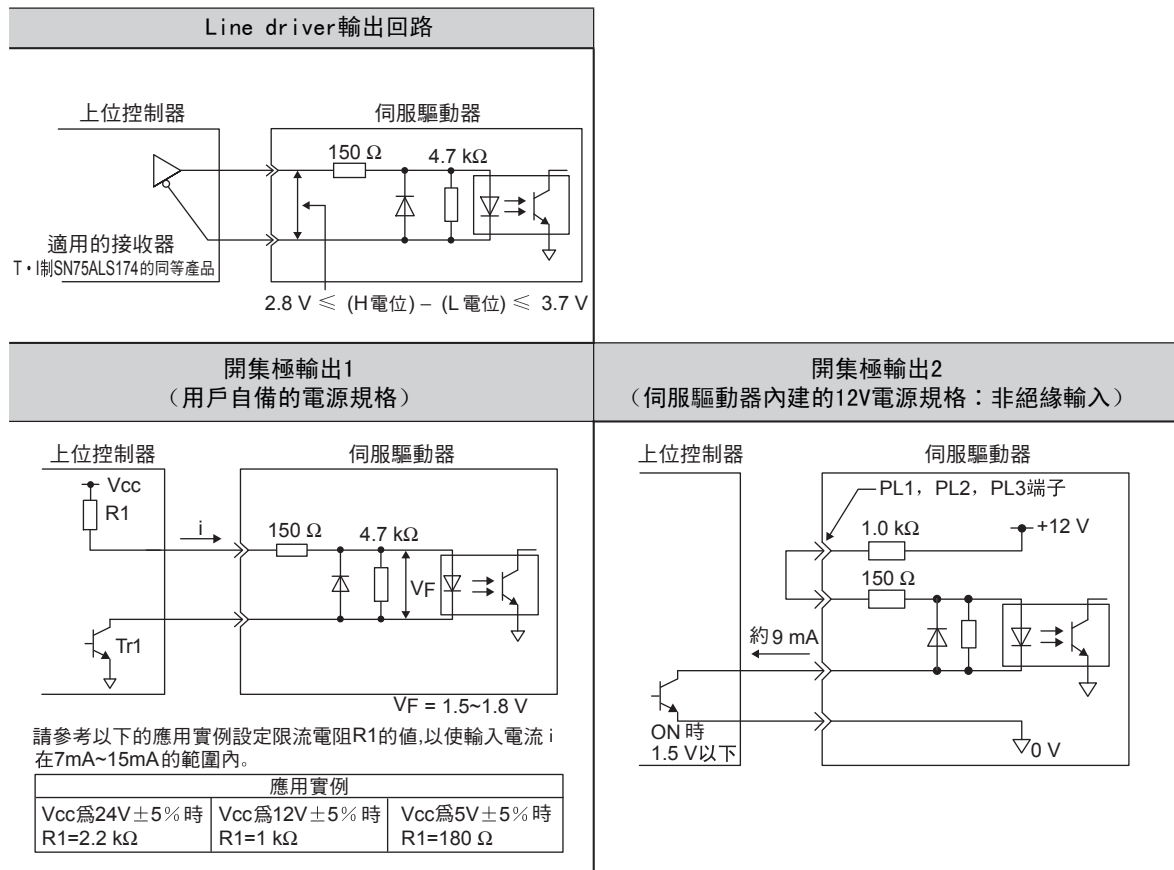 Line driver輸出回路
上位控制器
伺服驅動器
150 Ω
4.7 kΩ
適用的接收器
T・I制SN75ALS174的同等產品
2.8 V ≤ (H電位) – (L電位) ≤ 3.7 V
開集極輸出1
（用戶自備的電源規格）
開集極輸出2
（伺服驅動器內建的12V電源規格：非絕緣輸入）
上位控制器
伺服驅動器
Vcc
R1
i
150 Ω
4.7 kΩ
VF
Tr1
VF = 1.5~1.8 V
請參考以下的應用實例設定限流電阻R1的值,以使輸入電流 i
在7mA~15mA的範圍內。
應用實例
Vcc爲24V±5％時
R1=2.2 kΩ
Vcc爲12V±5％時
R1=1 kΩ
Vcc爲5V±5％時
R1=180 Ω
上位控制器
伺服驅動器
PL1，PL2，PL3端子
1.0 kΩ
+12 V
150 Ω
約9 mA
ON時
1.5 V以下
0 V